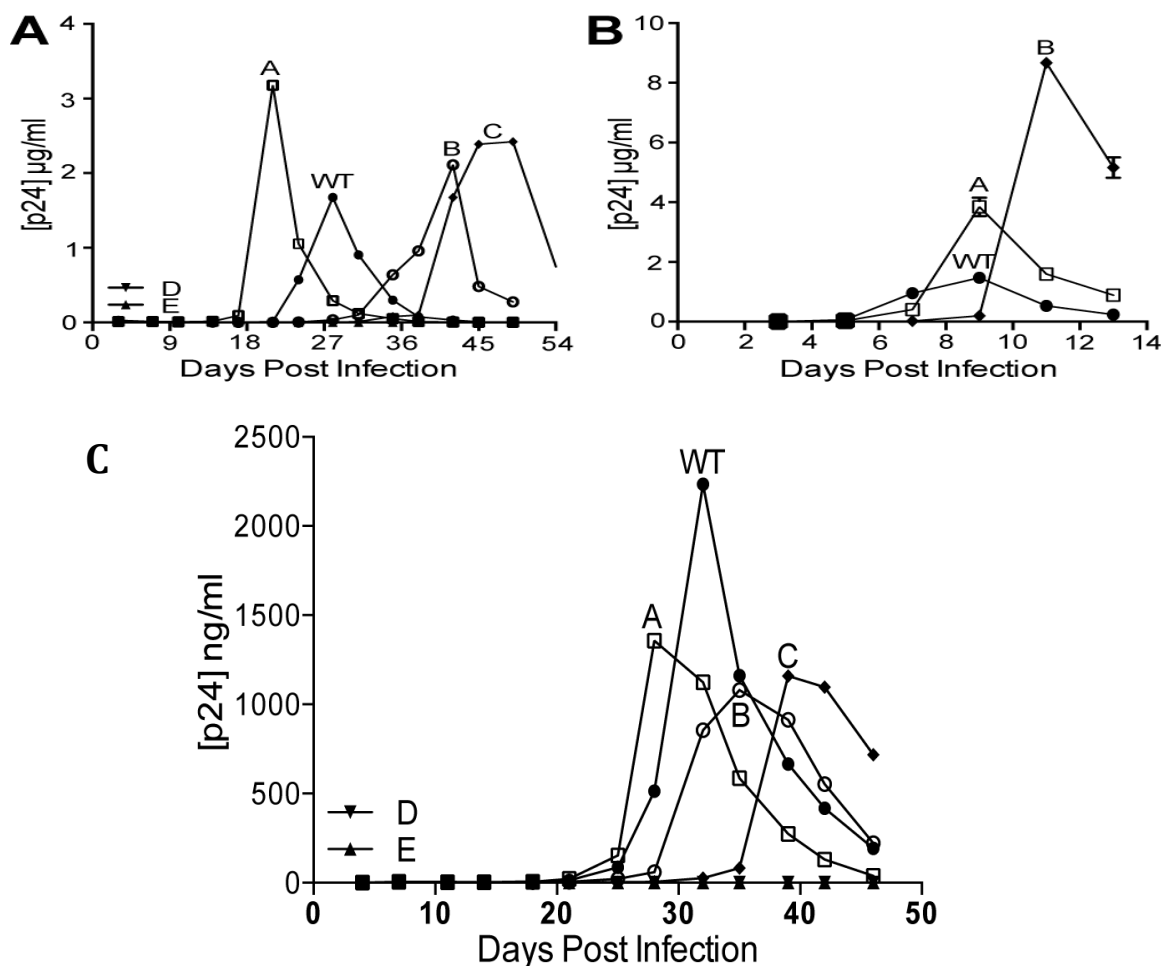 A
[p24] µg/ml
4
3
2
1
0
A
WT
B
C
D
E
0 9 18 27 36 45 54
Days Post Infection
B
[p24] µg/ml
10
8
6
4
2
0
B
A
WT
0 2 4 6 8 10 12 14
Days Post Infection
C
[p24] ng/ml
2500
2000
1500
1000
500
0
WT
A
C
B
D
E
0 10 20 30 40 50
Days Post Infection